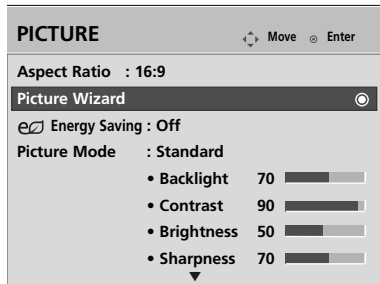 PICTURE Move Enter
Aspect Ratio : 16:9
Picture Wizard
Energy Saving : Off
Picture Mode : Standard
• Backlight 70
• Contrast 90
• Brightness 50
• Sharpness 70